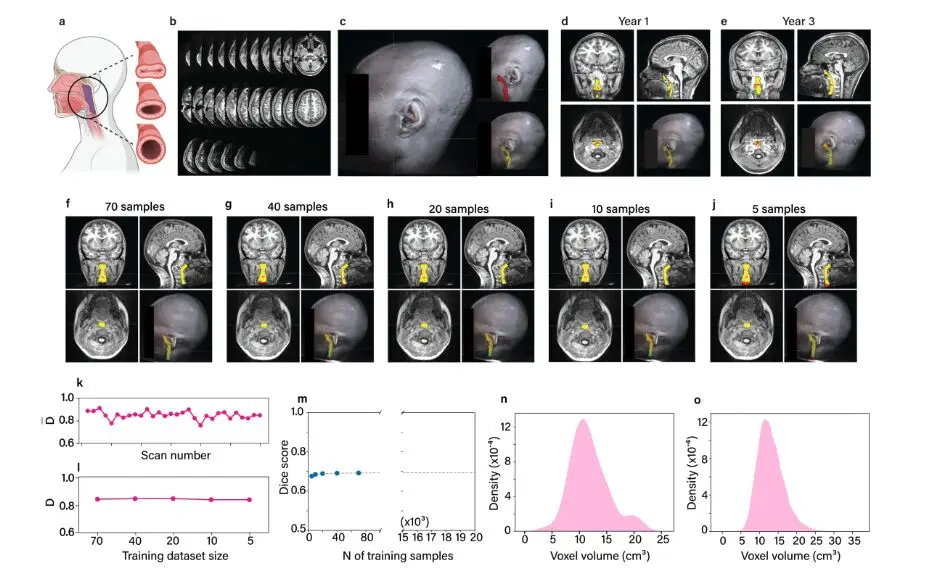 a
b
c
d Year 1
e Year 3
f 70 samples
g 40 samples
h 20 samples
i 10 samples
j 5 samples
k
1.0
0.8
0.6
D̅
Scan number
l
1.0
0.8
0.6
D
70 40 20 10 5
Training dataset size
m
1.0
0.8
0.6
0.5
Dice score
(x10³)
0 20 40 60 80 15 16 17 18 19 20
N of training samples
n
12
8
4
0
Density (x10⁻⁴)
0 5 10 15 20 25
Voxel volume (cm³)
o
12
8
4
0
Density (x10⁻⁴)
0 5 10 15 20 25 30 35
Voxel volume (cm³)